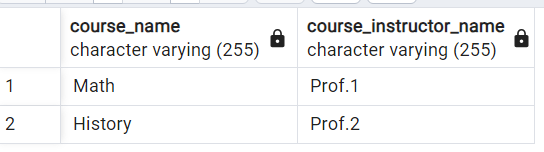 course_name course_instructor_name
character varying (255) character varying (255)
1 Math Prof.1
2 History Prof.2